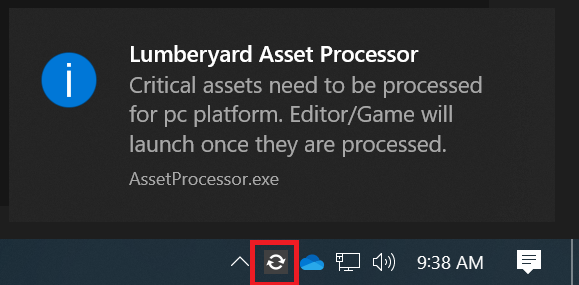 Lumberyard Asset Processor
Critical assets need to be processed
for pc platform. Editor/Game will
launch once they are processed.
AssetProcessor.exe
9:38 AM